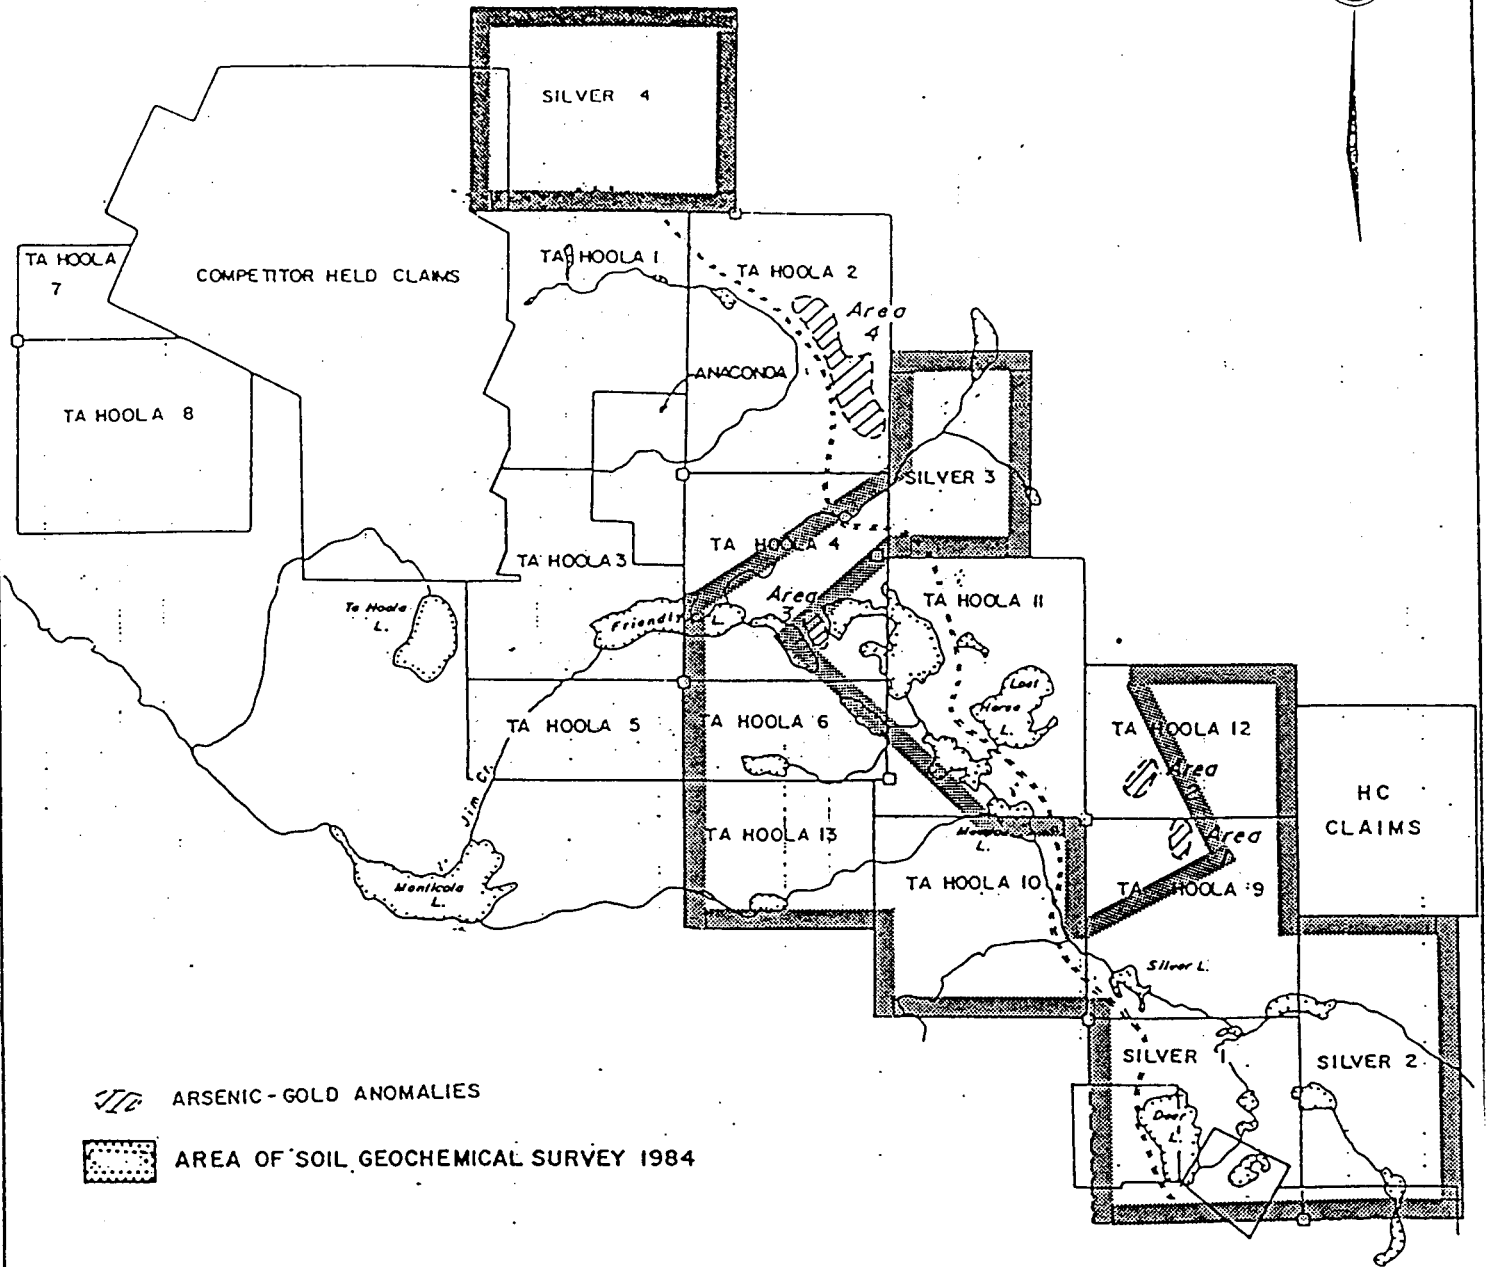 SILVER 4
TA HOOLA
7
COMPETITOR HELD CLAIMS
TA HOOLA 1
TA HOOLA 2
Area
4
ANACONDA
TA HOOLA 8
SILVER 3
TA HOOLA 3
TA HOOLA 4
Ta Hoola
L.
Friendly L.
Area
3
TA HOOLA 11
Lost
Horse
L.
TA HOOLA 5
TA HOOLA 6
TA HOOLA 12
Area
Jim Cr.
HC
CLAIMS
TA HOOLA 13
L.
Area
Monticola
L.
TA HOOLA 10
TA HOOLA 9
Silver L.
SILVER 1
SILVER 2
Deer
L.
ARSENIC-GOLD ANOMALIES
AREA OF SOIL GEOCHEMICAL SURVEY 1984